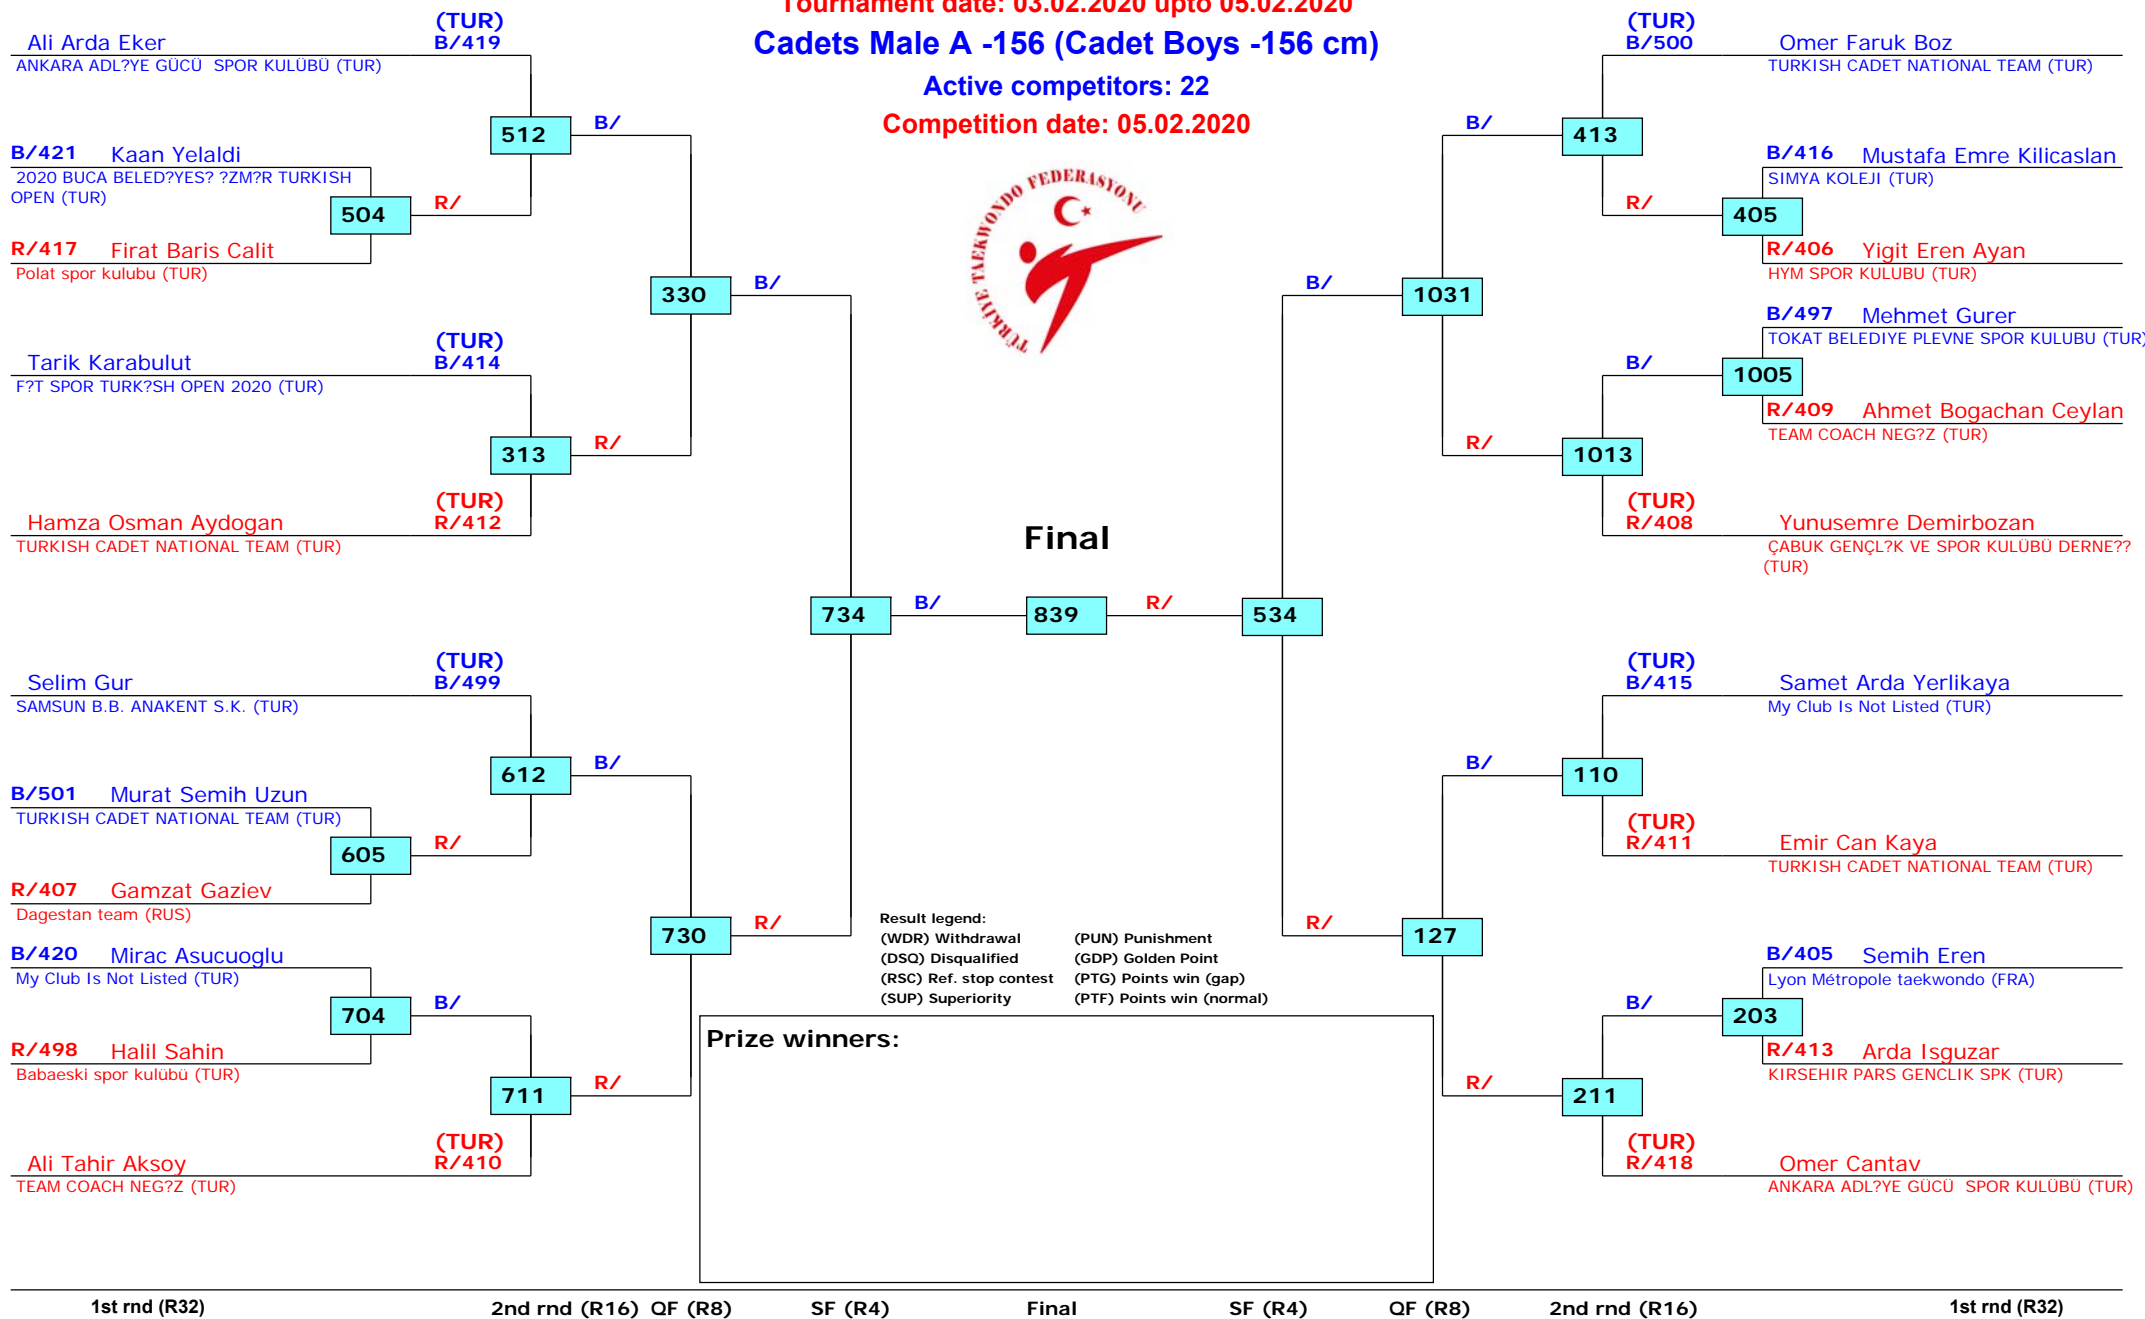 Tournament date: 03.02.2020 upto 05.02.2020
Cadets Male A -156 (Cadet Boys -156 cm)
Active competitors: 22
Competition date: 05.02.2020
TÜRKİYE TAEKWONDO FEDERASYONU
(TUR)
Ali Arda Eker B/419
ANKARA ADL?YE GÜCÜ SPOR KULÜBÜ (TUR)
512 B/
B/421 Kaan Yelaldi
2020 BUCA BELED?YES? ?ZM?R TURKISH
OPEN (TUR)
504 R/
R/417 Firat Baris Calit
Polat spor kulubu (TUR)
330 B/
(TUR)
Tarik Karabulut B/414
F?T SPOR TURK?SH OPEN 2020 (TUR)
313 R/
(TUR)
Hamza Osman Aydogan R/412
TURKISH CADET NATIONAL TEAM (TUR)
734 B/
(TUR)
Selim Gur B/499
SAMSUN B.B. ANAKENT S.K. (TUR)
612 B/
B/501 Murat Semih Uzun
TURKISH CADET NATIONAL TEAM (TUR)
605 R/
R/407 Gamzat Gaziev
Dagestan team (RUS)
730 R/
B/420 Mirac Asucuoglu
My Club Is Not Listed (TUR)
704 B/
R/498 Halil Sahin
Babaeski spor kulübü (TUR)
711 R/
(TUR)
Ali Tahir Aksoy R/410
TEAM COACH NEG?Z (TUR)
Final
839
(TUR)
B/500 Omer Faruk Boz
TURKISH CADET NATIONAL TEAM (TUR)
B/ 413
B/416 Mustafa Emre Kilicaslan
SIMYA KOLEJI (TUR)
R/ 405
R/406 Yigit Eren Ayan
HYM SPOR KULUBU (TUR)
B/ 1031
B/497 Mehmet Gurer
TOKAT BELEDIYE PLEVNE SPOR KULUBU (TUR)
B/ 1005
R/409 Ahmet Bogachan Ceylan
TEAM COACH NEG?Z (TUR)
R/ 1013
(TUR)
R/408 Yunusemre Demirbozan
ÇABUK GENÇL?K VE SPOR KULÜBÜ DERNE??
(TUR)
R/ 534
(TUR)
B/415 Samet Arda Yerlikaya
My Club Is Not Listed (TUR)
B/ 110
(TUR)
R/411 Emir Can Kaya
TURKISH CADET NATIONAL TEAM (TUR)
R/ 127
B/405 Semih Eren
Lyon Métropole taekwondo (FRA)
B/ 203
R/413 Arda Isguzar
KIRSEHIR PARS GENCLIK SPK (TUR)
R/ 211
(TUR)
R/418 Omer Cantav
ANKARA ADL?YE GÜCÜ SPOR KULÜBÜ (TUR)
Result legend:
(WDR) Withdrawal (PUN) Punishment
(DSQ) Disqualified (GDP) Golden Point
(RSC) Ref. stop contest (PTG) Points win (gap)
(SUP) Superiority (PTF) Points win (normal)
Prize winners:
1st rnd (R32) 2nd rnd (R16) QF (R8) SF (R4) Final SF (R4) QF (R8) 2nd rnd (R16) 1st rnd (R32)